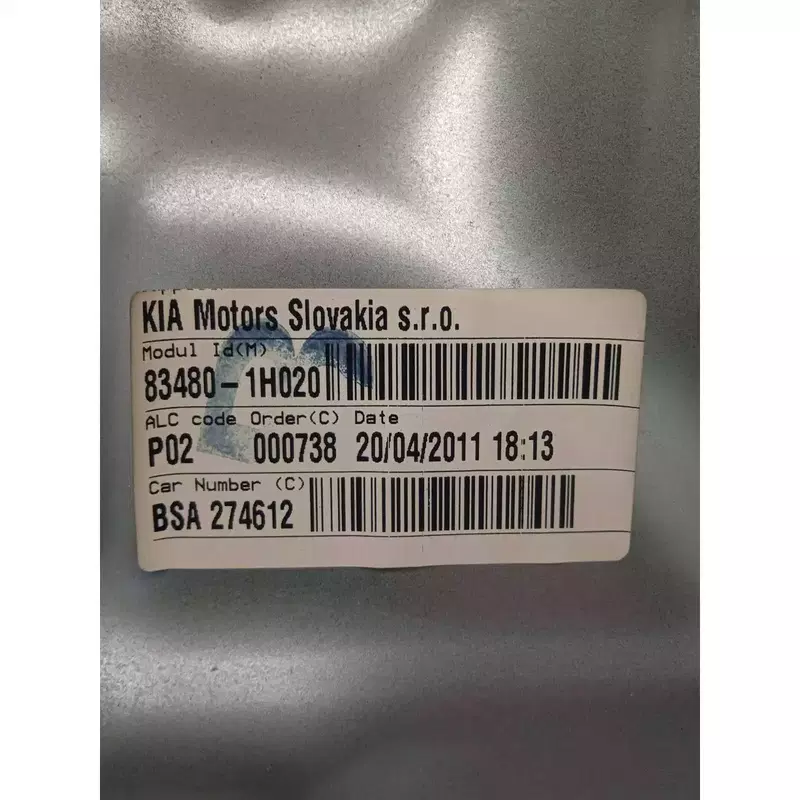 KIA Motors Slovakia s.r.o.
Modul Id(M)
83480-1H020
ALC code Order(C) Date
P02 000738 20/04/2011 18:13
Car Number (C)
BSA 274612